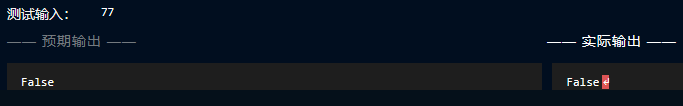 测试输入： 77
—— 预期输出 —— —— 实际输出 ——
False False↵